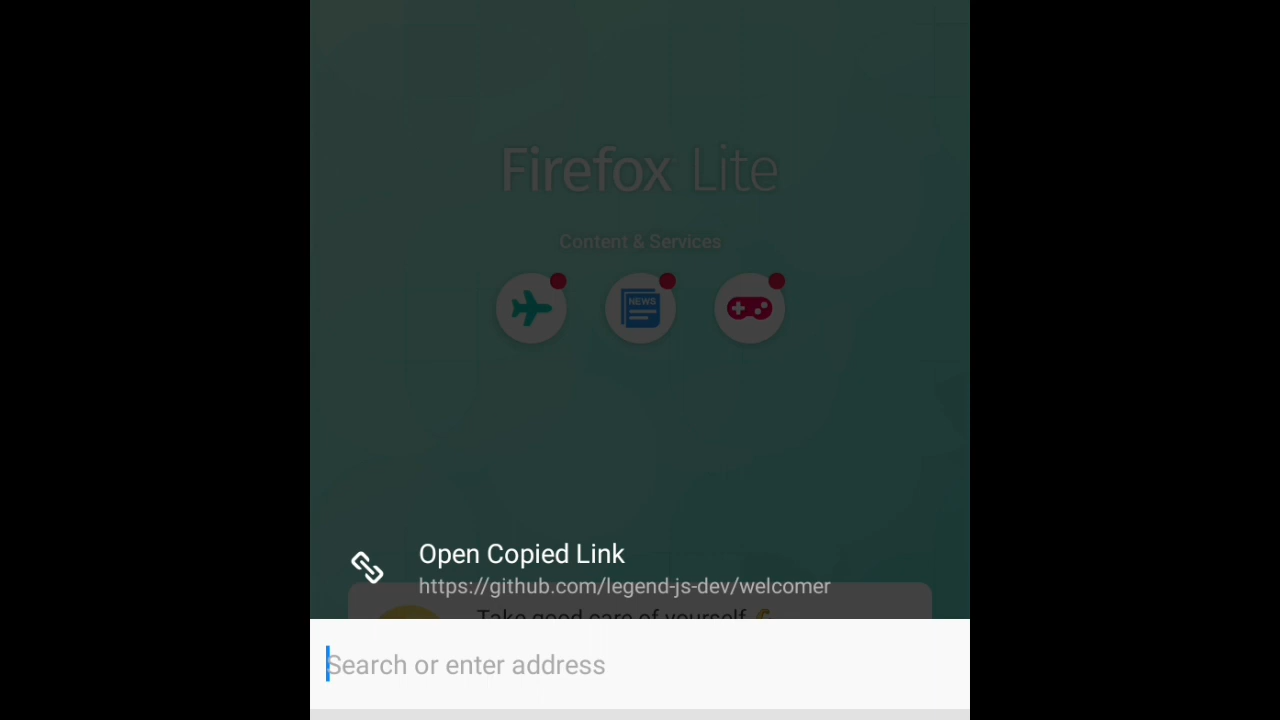 Firefox Lite
Content & Services
NEWS
Open Copied Link
https://github.com/legend-js-dev/welcomer
Take good care of yourself
Search or enter address